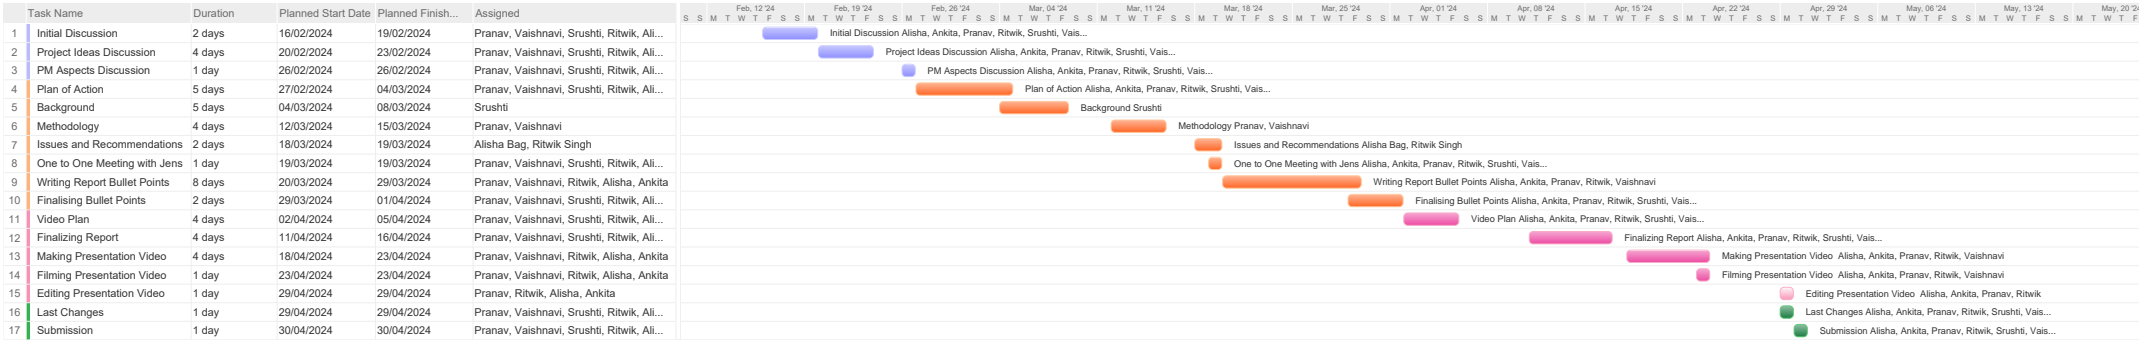 Task Name Duration Planned Start Date Planned Finish... Assigned Feb, 12 '24 Feb, 19 '24 Feb, 26 '24 Mar, 04 '24 Mar, 11 '24 Mar, 18 '24 Mar, 25 '24 Apr, 01 '24 Apr, 08 '24 Apr, 15 '24 Apr, 22 '24 Apr, 29 '24 May, 06 '24 May, 13 '24 May, 20 '24
S S M T W T F S S M T W T F S S M T W T F S S M T W T F S S M T W T F S S M T W T F S S M T W T F S S M T W T F S S M T W T F S S M T W T F S S M T W T F S S M T W T F S S M T W T F S S M T W T F S S M T W T F
1 Initial Discussion 2 days 16/02/2024 19/02/2024 Pranav, Vaishnavi, Srushti, Ritwik, Ali... Initial Discussion Alisha, Ankita, Pranav, Ritwik, Srushti, Vais...
2 Project Ideas Discussion 4 days 20/02/2024 23/02/2024 Pranav, Vaishnavi, Srushti, Ritwik, Ali... Project Ideas Discussion Alisha, Ankita, Pranav, Ritwik, Srushti, Vais...
3 PM Aspects Discussion 1 day 26/02/2024 26/02/2024 Pranav, Vaishnavi, Srushti, Ritwik, Ali... PM Aspects Discussion Alisha, Ankita, Pranav, Ritwik, Srushti, Vais...
4 Plan of Action 5 days 27/02/2024 04/03/2024 Pranav, Vaishnavi, Srushti, Ritwik, Ali... Plan of Action Alisha, Ankita, Pranav, Ritwik, Srushti, Vais...
5 Background 5 days 04/03/2024 08/03/2024 Srushti Background Srushti
6 Methodology 4 days 12/03/2024 15/03/2024 Pranav, Vaishnavi Methodology Pranav, Vaishnavi
7 Issues and Recommendations 2 days 18/03/2024 19/03/2024 Alisha Bag, Ritwik Singh Issues and Recommendations Alisha Bag, Ritwik Singh
8 One to One Meeting with Jens 1 day 19/03/2024 19/03/2024 Pranav, Vaishnavi, Srushti, Ritwik, Ali... One to One Meeting with Jens Alisha, Ankita, Pranav, Ritwik, Srushti, Vais...
9 Writing Report Bullet Points 8 days 20/03/2024 29/03/2024 Pranav, Vaishnavi, Ritwik, Alisha, Ankita Writing Report Bullet Points Alisha, Ankita, Pranav, Ritwik, Vaishnavi
10 Finalising Bullet Points 2 days 29/03/2024 01/04/2024 Pranav, Vaishnavi, Srushti, Ritwik, Ali... Finalising Bullet Points Alisha, Ankita, Pranav, Ritwik, Srushti, Vais...
11 Video Plan 4 days 02/04/2024 05/04/2024 Pranav, Vaishnavi, Srushti, Ritwik, Ali... Video Plan Alisha, Ankita, Pranav, Ritwik, Srushti, Vais...
12 Finalizing Report 4 days 11/04/2024 16/04/2024 Pranav, Vaishnavi, Srushti, Ritwik, Ali... Finalizing Report Alisha, Ankita, Pranav, Ritwik, Srushti, Vais...
13 Making Presentation Video 4 days 18/04/2024 23/04/2024 Pranav, Vaishnavi, Ritwik, Alisha, Ankita Making Presentation Video Alisha, Ankita, Pranav, Ritwik, Vaishnavi
14 Filming Presentation Video 1 day 23/04/2024 23/04/2024 Pranav, Vaishnavi, Ritwik, Alisha, Ankita Filming Presentation Video Alisha, Ankita, Pranav, Ritwik, Vaishnavi
15 Editing Presentation Video 1 day 29/04/2024 29/04/2024 Pranav, Ritwik, Alisha, Ankita Editing Presentation Video Alisha, Ankita, Pranav, Ritwik
16 Last Changes 1 day 29/04/2024 29/04/2024 Pranav, Vaishnavi, Srushti, Ritwik, Ali... Last Changes Alisha, Ankita, Pranav, Ritwik, Srushti, Vais...
17 Submission 1 day 30/04/2024 30/04/2024 Pranav, Vaishnavi, Srushti, Ritwik, Ali... Submission Alisha, Ankita, Pranav, Ritwik, Srushti, Vais...